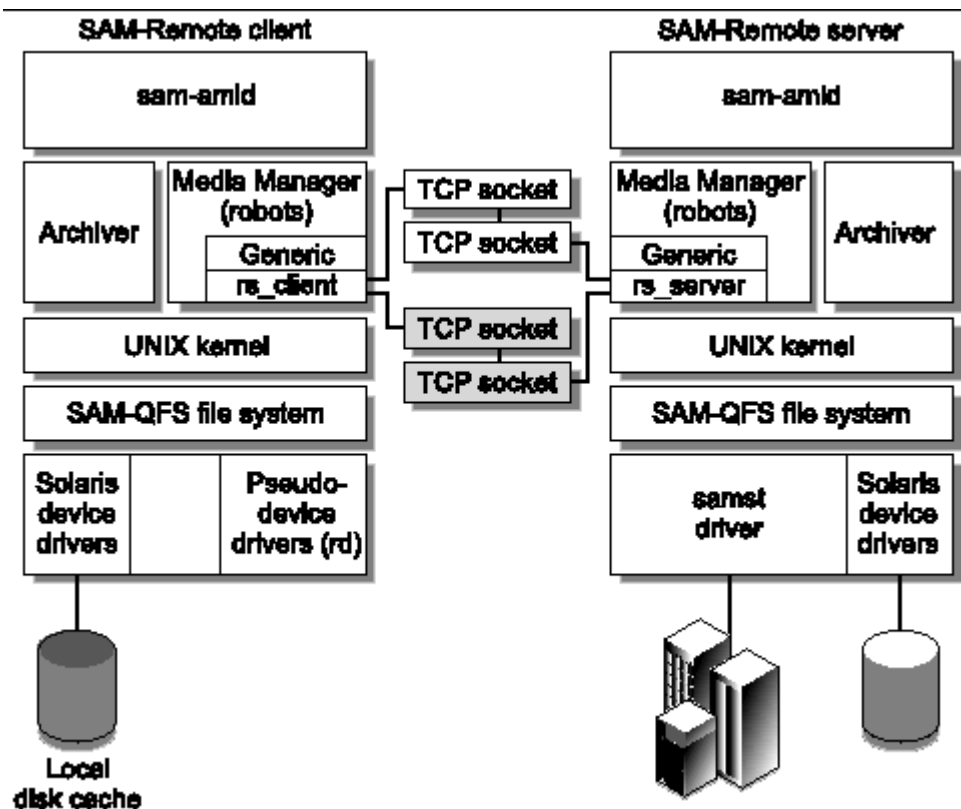 SAM-Remote client
SAM-Remote server
sam-amld
sam-amld
Archiver
Media Manager
(robots)
Generic
rs_client
TCP socket
TCP socket
TCP socket
TCP socket
Media Manager
(robots)
Generic
rs_server
Archiver
UNIX kernel
UNIX kernel
SAM-QFS file system
SAM-QFS file system
Solaris
device
drivers
Pseudo-
device
drivers (rd)
samst
driver
Solaris
device
drivers
Local
disk cache